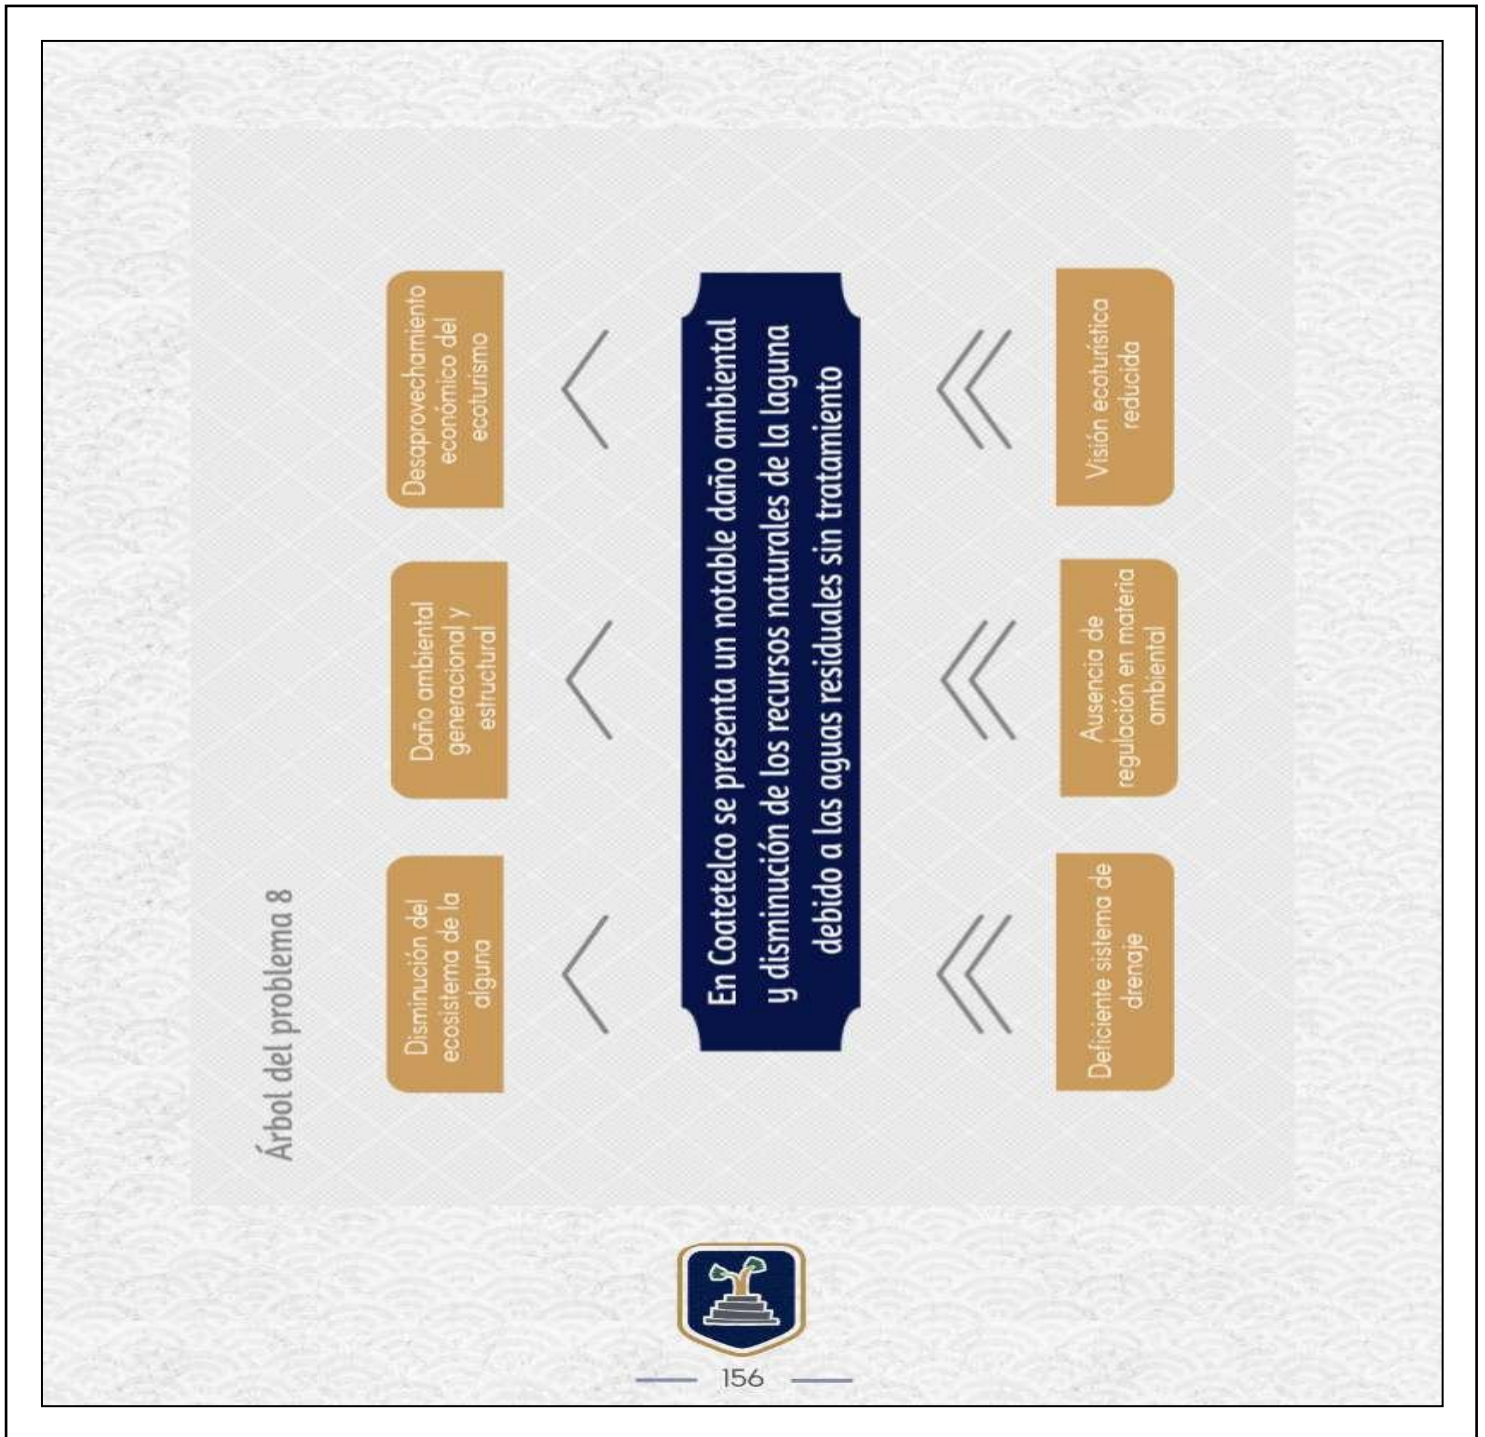 Árbol del problema 8
Disminución del
ecosistema de la
alguna
Daño ambiental
generacional y
estructural
Desaprovechamiento
económico del
ecoturismo
En Coatetelco se presenta un notable daño ambiental
y disminución de los recursos naturales de la laguna
debido a las aguas residuales sin tratamiento
Deficiente sistema de
drenaje
Ausencia de
regulación en materia
ambiental
Visión ecoturística
reducida
156